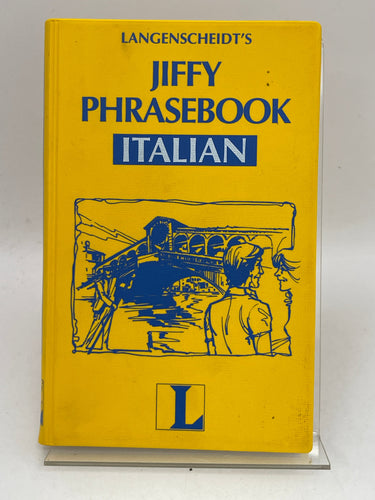 LANGENSCHEIDT'S
JIFFY
PHRASEBOOK
ITALIAN
L